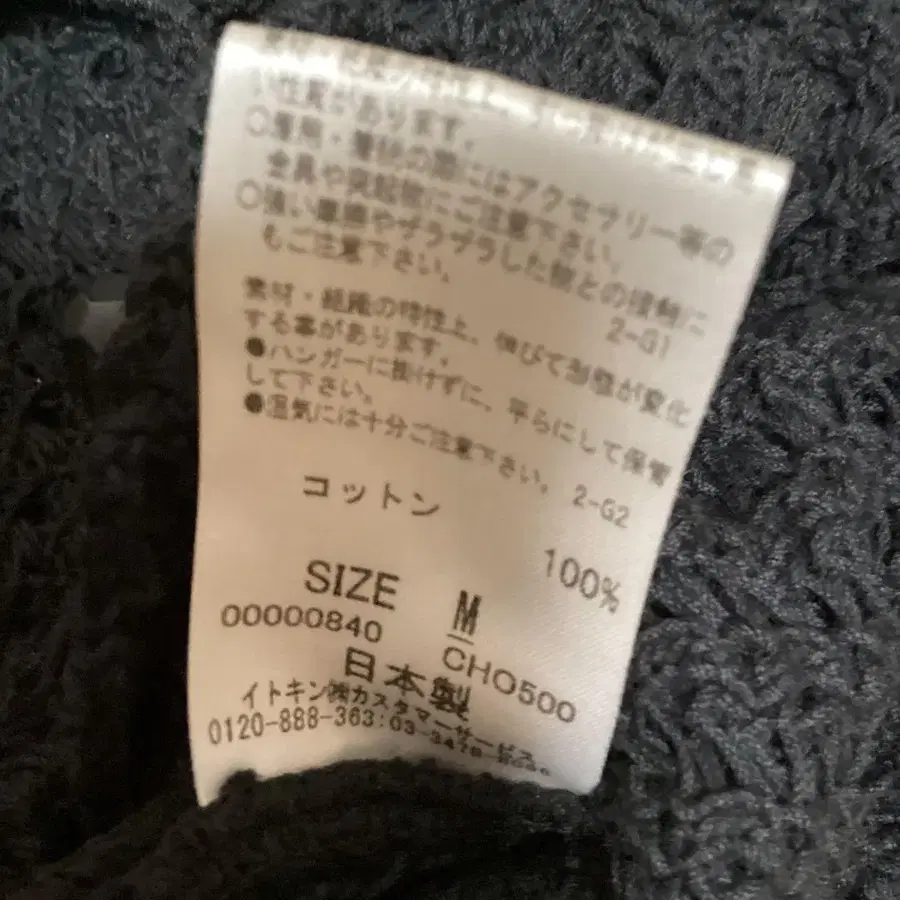 い性質があります。
○着用・着脱の際にはアクセサリー等の
金具や突起物にご注意下さい。
○強い摩擦やザラザラした物との接触に
もご注意下さい。
2-G1
素材・組織の特性上、伸びて型が変化
する事があります。
●ハンガーに掛けずに、平らにして保管
して下さい。
●湿気には十分ご注意下さい。 2-G2
コットン
100%
SIZE M
00000840 CHO500
日本製
イトキン㈱カスタマーサービス
0120-888-363:03-3478-